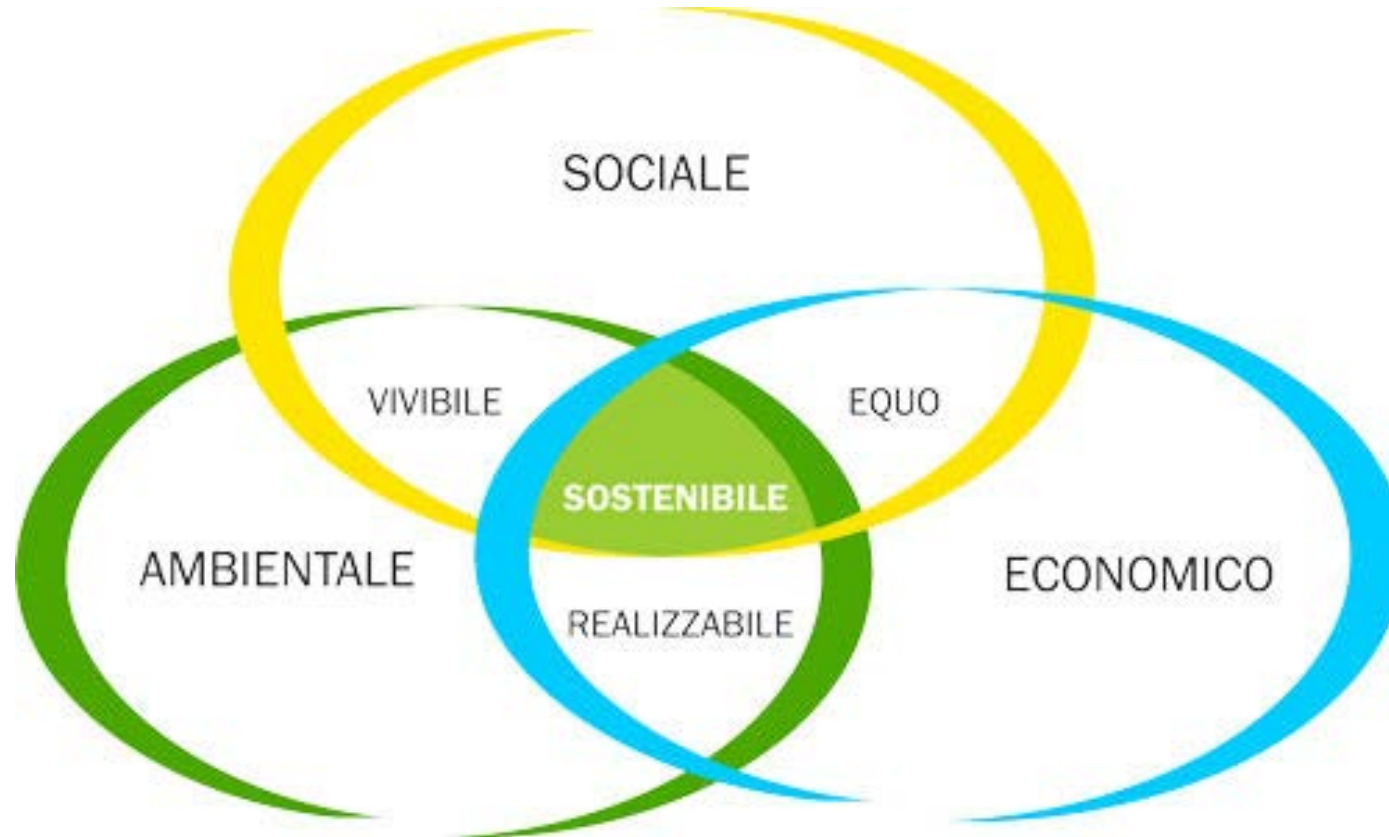 SOCIALE
VIVIBILE
EQUO
SOSTENIBILE
AMBIENTALE
ECONOMICO
REALIZZABILE